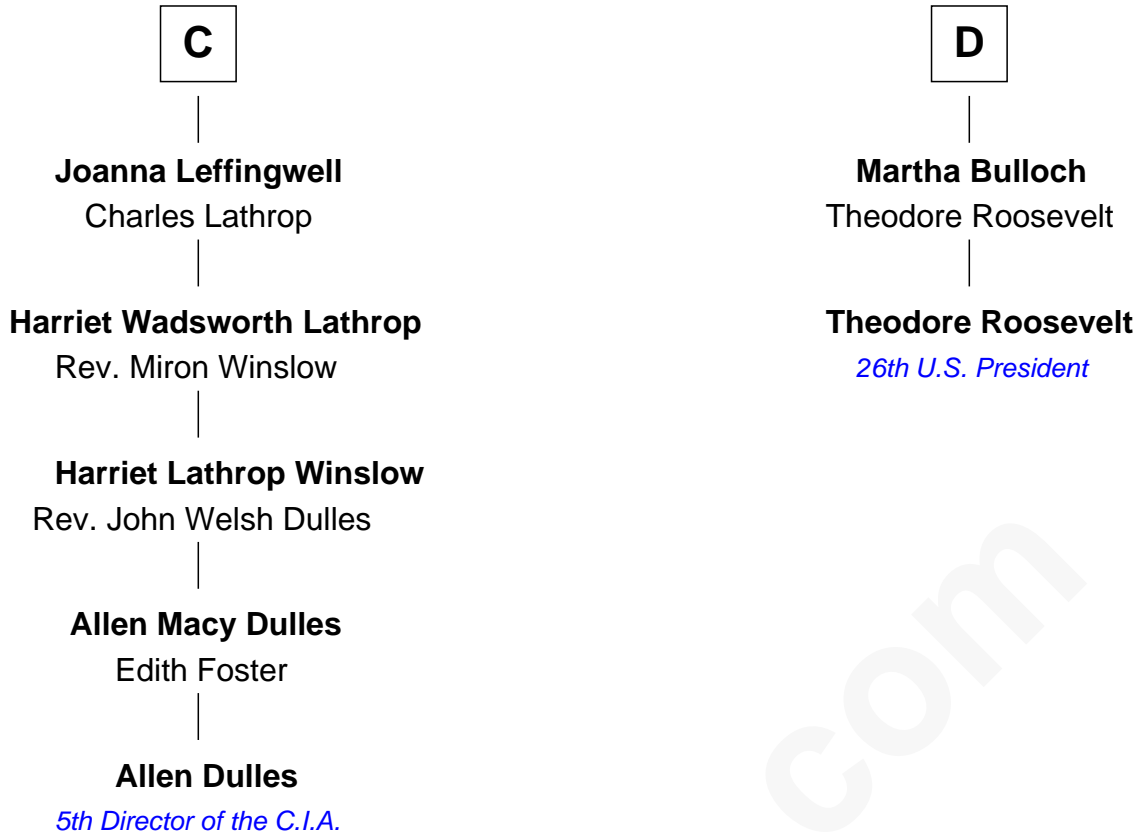 C
Joanna Leffingwell
Charles Lathrop
Harriet Wadsworth Lathrop
Rev. Miron Winslow
Harriet Lathrop Winslow
Rev. John Welsh Dulles
Allen Macy Dulles
Edith Foster
Allen Dulles
5th Director of the C.I.A.
D
Martha Bulloch
Theodore Roosevelt
Theodore Roosevelt
26th U.S. President
com